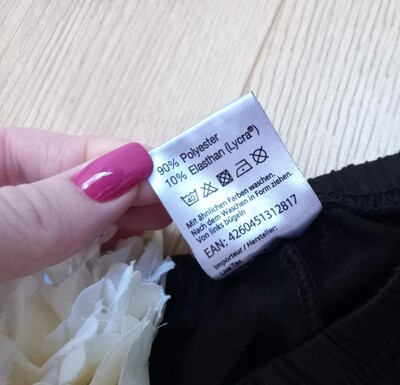 90% Polyester
10% Elasthan (Lycra®)
40
Mit ähnlichen Farben waschen.
Nach dem Waschen in Form ziehen.
Von links bügeln
EAN: 4260451312817
Importeur / Hersteller: